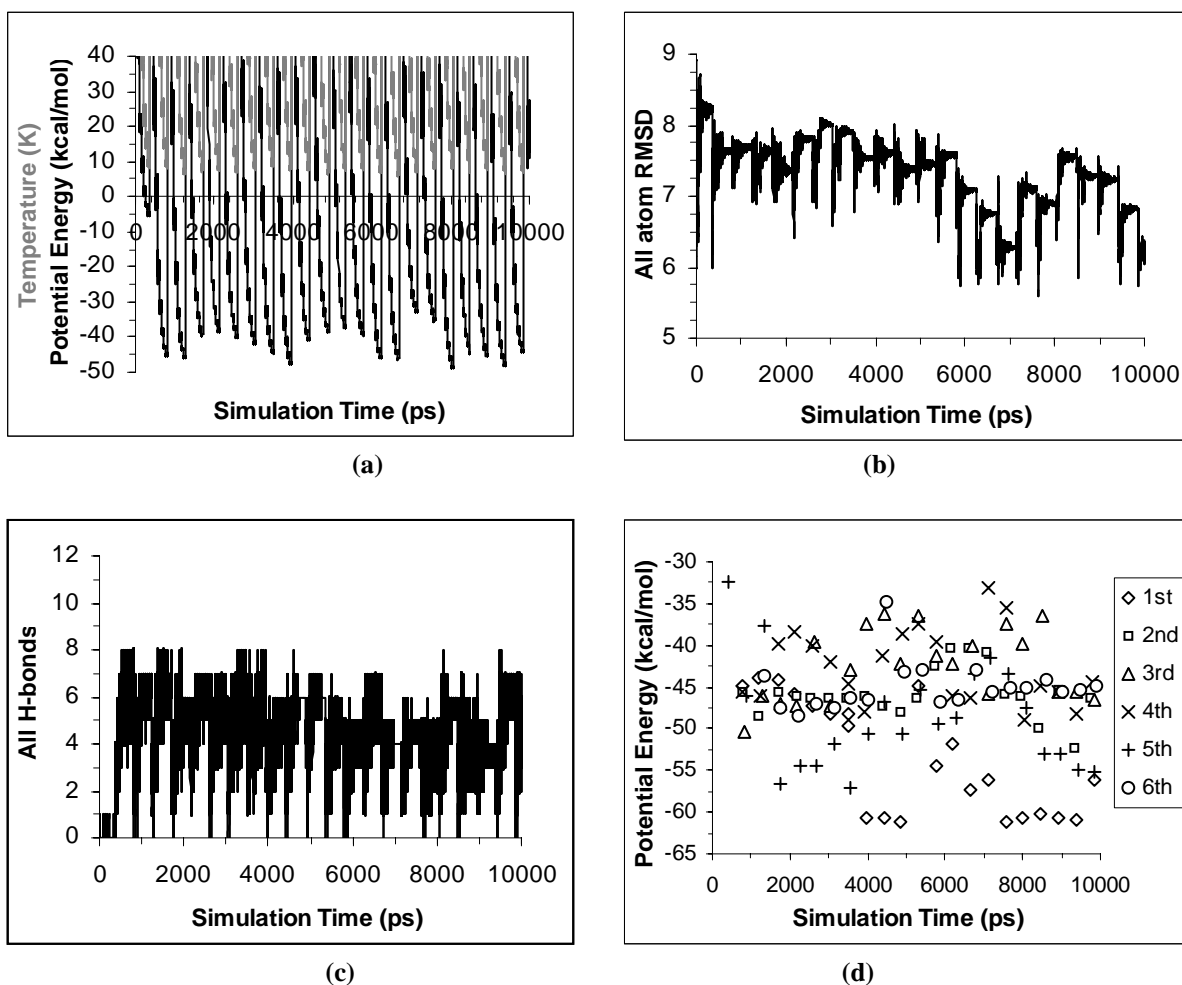 40
30
20
10
0
-10
-20
-30
-40
-50
0
2000
4000
6000
8000
10000
Temperature (K)
Potential Energy (kcal/mol)
Simulation Time (ps)
(a)
9
8
7
6
5
0
2000
4000
6000
8000
10000
All atom RMSD
Simulation Time (ps)
(b)
12
10
8
6
4
2
0
0
2000
4000
6000
8000
10000
All H-bonds
Simulation Time (ps)
(c)
-30
-35
-40
-45
-50
-55
-60
-65
0
2000
4000
6000
8000
10000
Potential Energy (kcal/mol)
Simulation Time (ps)
1st
2nd
3rd
4th
5th
6th
(d)